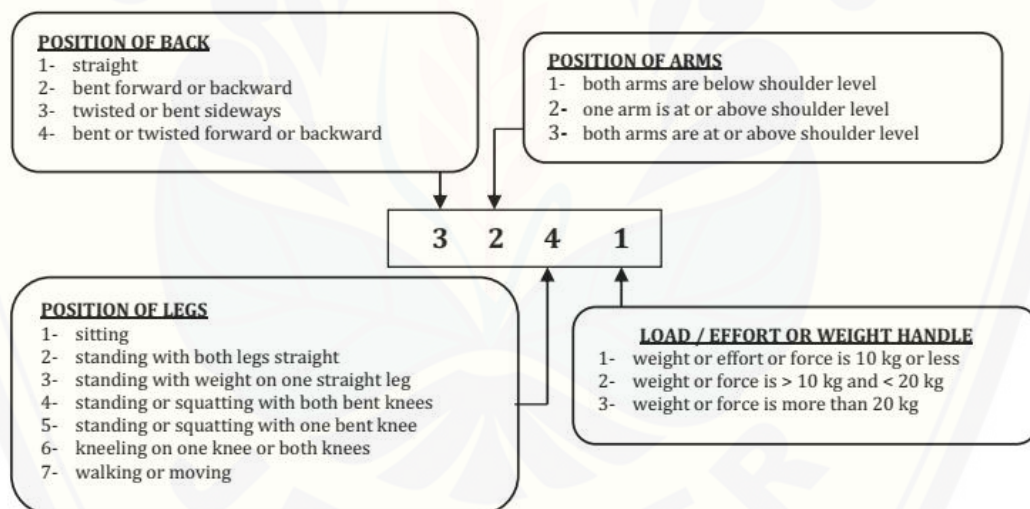 POSITION OF BACK
1- straight
2- bent forward or backward
3- twisted or bent sideways
4- bent or twisted forward or backward
POSITION OF ARMS
1- both arms are below shoulder level
2- one arm is at or above shoulder level
3- both arms are at or above shoulder level
3 2 4 1
POSITION OF LEGS
1- sitting
2- standing with both legs straight
3- standing with weight on one straight leg
4- standing or squatting with both bent knees
5- standing or squatting with one bent knee
6- kneeling on one knee or both knees
7- walking or moving
LOAD / EFFORT OR WEIGHT HANDLE
1- weight or effort or force is 10 kg or less
2- weight or force is > 10 kg and < 20 kg
3- weight or force is more than 20 kg